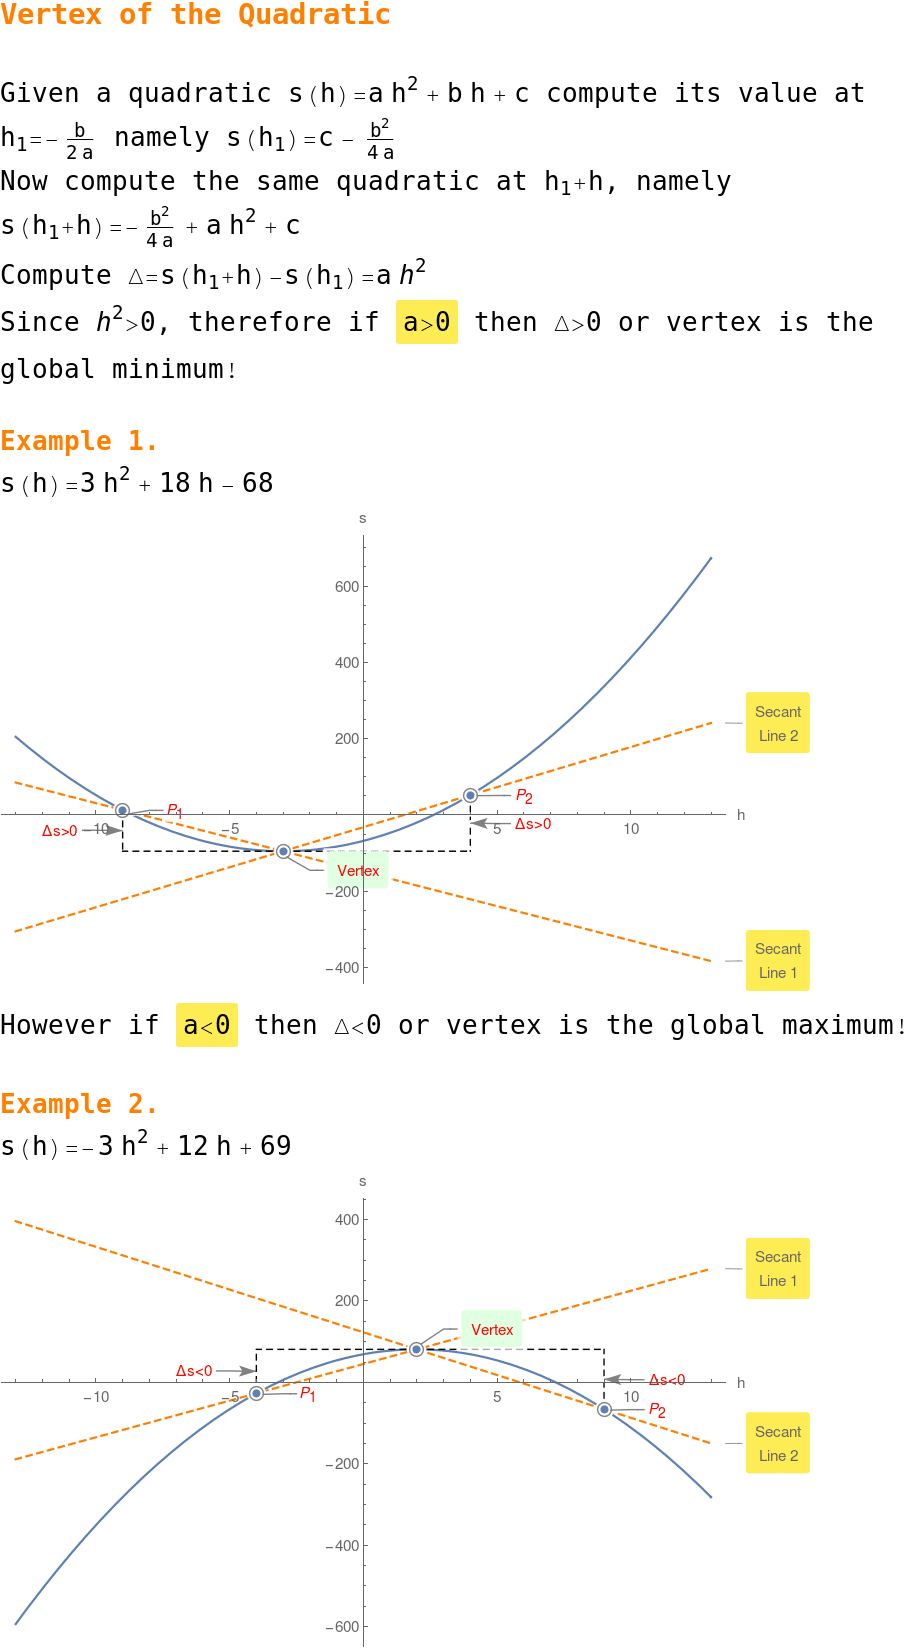 Vertex of the Quadratic
Given a quadratic s(h)=a h² + b h + c compute its value at
h₁=- b/2 a namely s(h₁)=c - b²/4 a
Now compute the same quadratic at h₁+h, namely
s(h₁+h)=- b²/4 a + a h² + c
Compute Δ=s(h₁+h)-s(h₁)=a h²
Since h²>0, therefore if a>0 then Δ>0 or vertex is the
global minimum!
Example 1.
s(h)=3 h² + 18 h - 68
s
600
400
200
Secant
Line 2
P₁
P₂
h
Δs>0
-10
-5
5
Δs>0
10
Vertex
-200
Secant
Line 1
-400
However if a<0 then Δ<0 or vertex is the global maximum!
Example 2.
s(h)=-3 h² + 12 h + 69
s
400
Secant
Line 1
200
Vertex
Δs<0
Δs<0
h
-10
-5
P₁
5
10
P₂
Secant
Line 2
-200
-400
-600